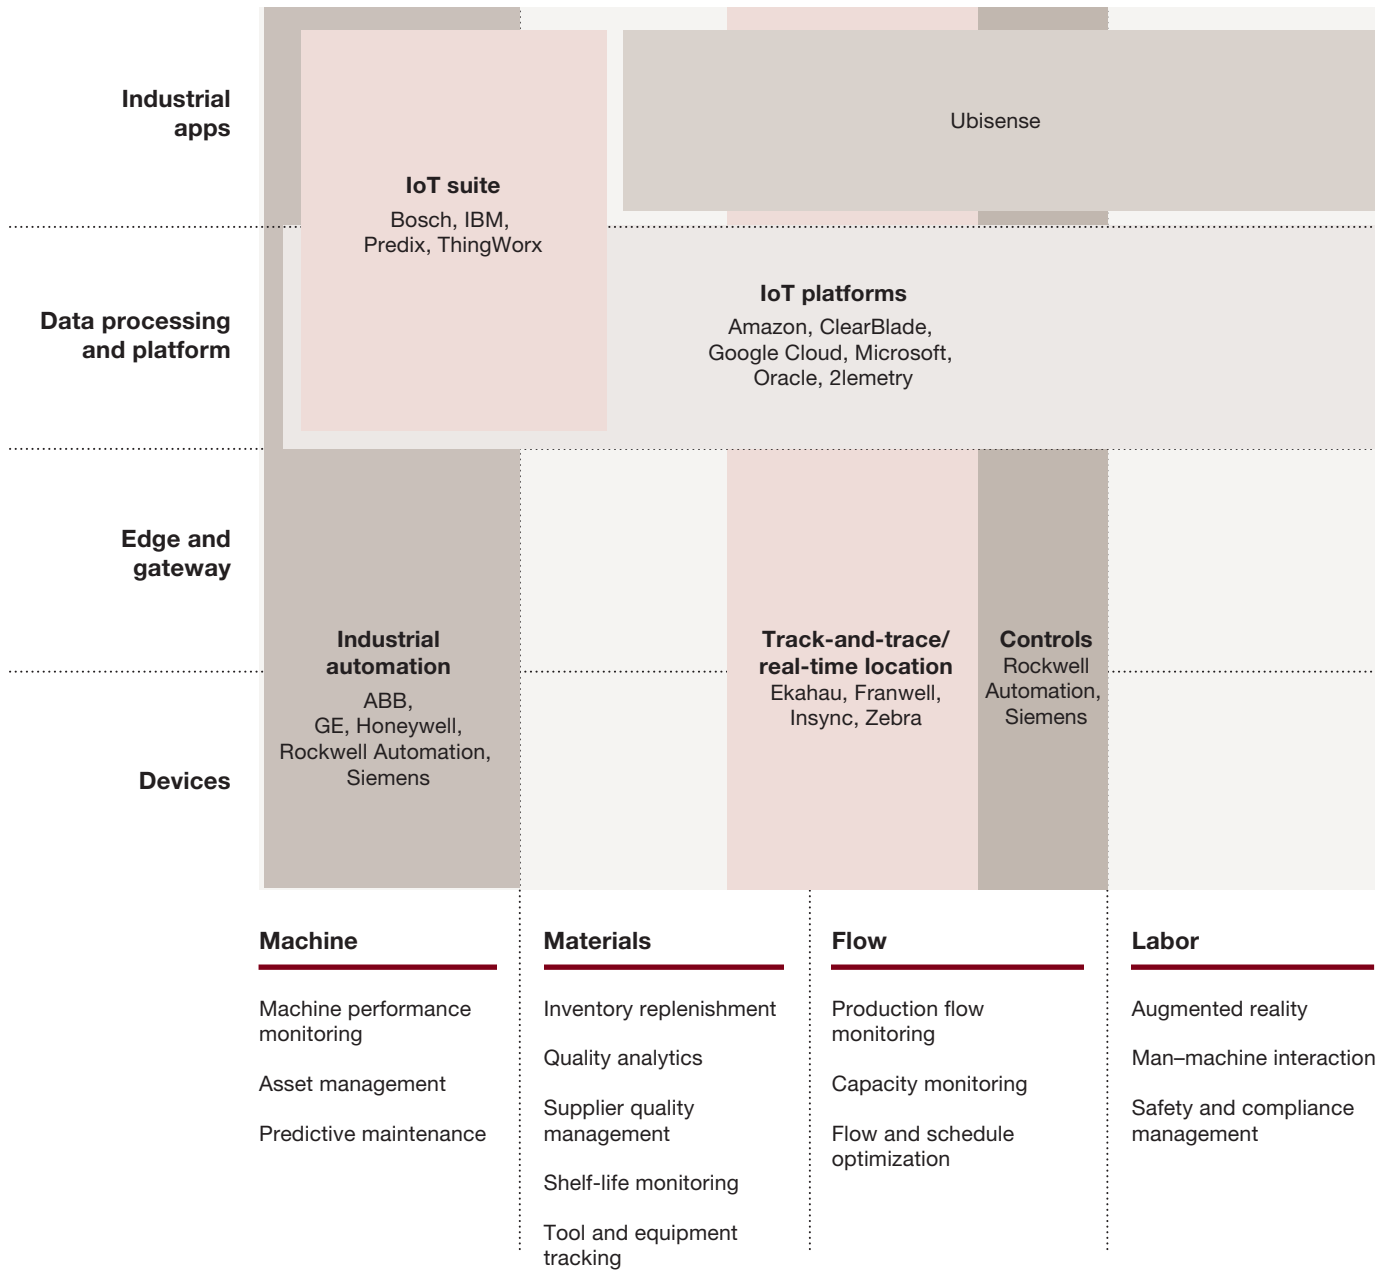 Industrial
apps
Ubisense
IoT suite
Bosch, IBM,
Predix, ThingWorx
Data processing
and platform
IoT platforms
Amazon, ClearBlade,
Google Cloud, Microsoft,
Oracle, 2lemetry
Edge and
gateway
Industrial
automation
ABB,
GE, Honeywell,
Rockwell Automation,
Siemens
Track-and-trace/
real-time location
Ekahau, Franwell,
Insync, Zebra
Controls
Rockwell
Automation,
Siemens
Devices
Machine
Machine performance
monitoring
Asset management
Predictive maintenance
Materials
Inventory replenishment
Quality analytics
Supplier quality
management
Shelf-life monitoring
Tool and equipment
tracking
Flow
Production flow
monitoring
Capacity monitoring
Flow and schedule
optimization
Labor
Augmented reality
Man–machine interaction
Safety and compliance
management